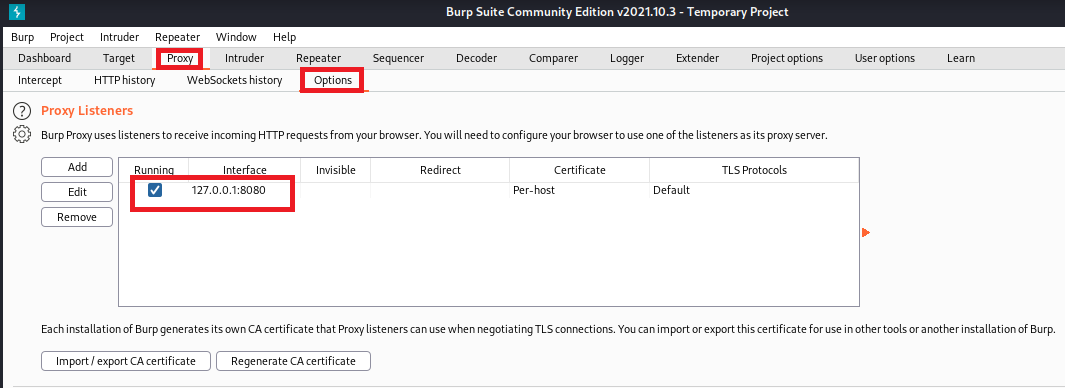 Burp Suite Community Edition v2021.10.3 - Temporary Project
Burp Project Intruder Repeater Window Help
Dashboard Target Proxy Intruder Repeater Sequencer Decoder Comparer Logger Extender Project options User options Learn
Intercept HTTP history WebSockets history Options
? Proxy Listeners
Burp Proxy uses listeners to receive incoming HTTP requests from your browser. You will need to configure your browser to use one of the listeners as its proxy server.
Add
Edit
Remove
Running Interface Invisible Redirect Certificate TLS Protocols
127.0.0.1:8080 Per-host Default
Each installation of Burp generates its own CA certificate that Proxy listeners can use when negotiating TLS connections. You can import or export this certificate for use in other tools or another installation of Burp.
Import / export CA certificate Regenerate CA certificate